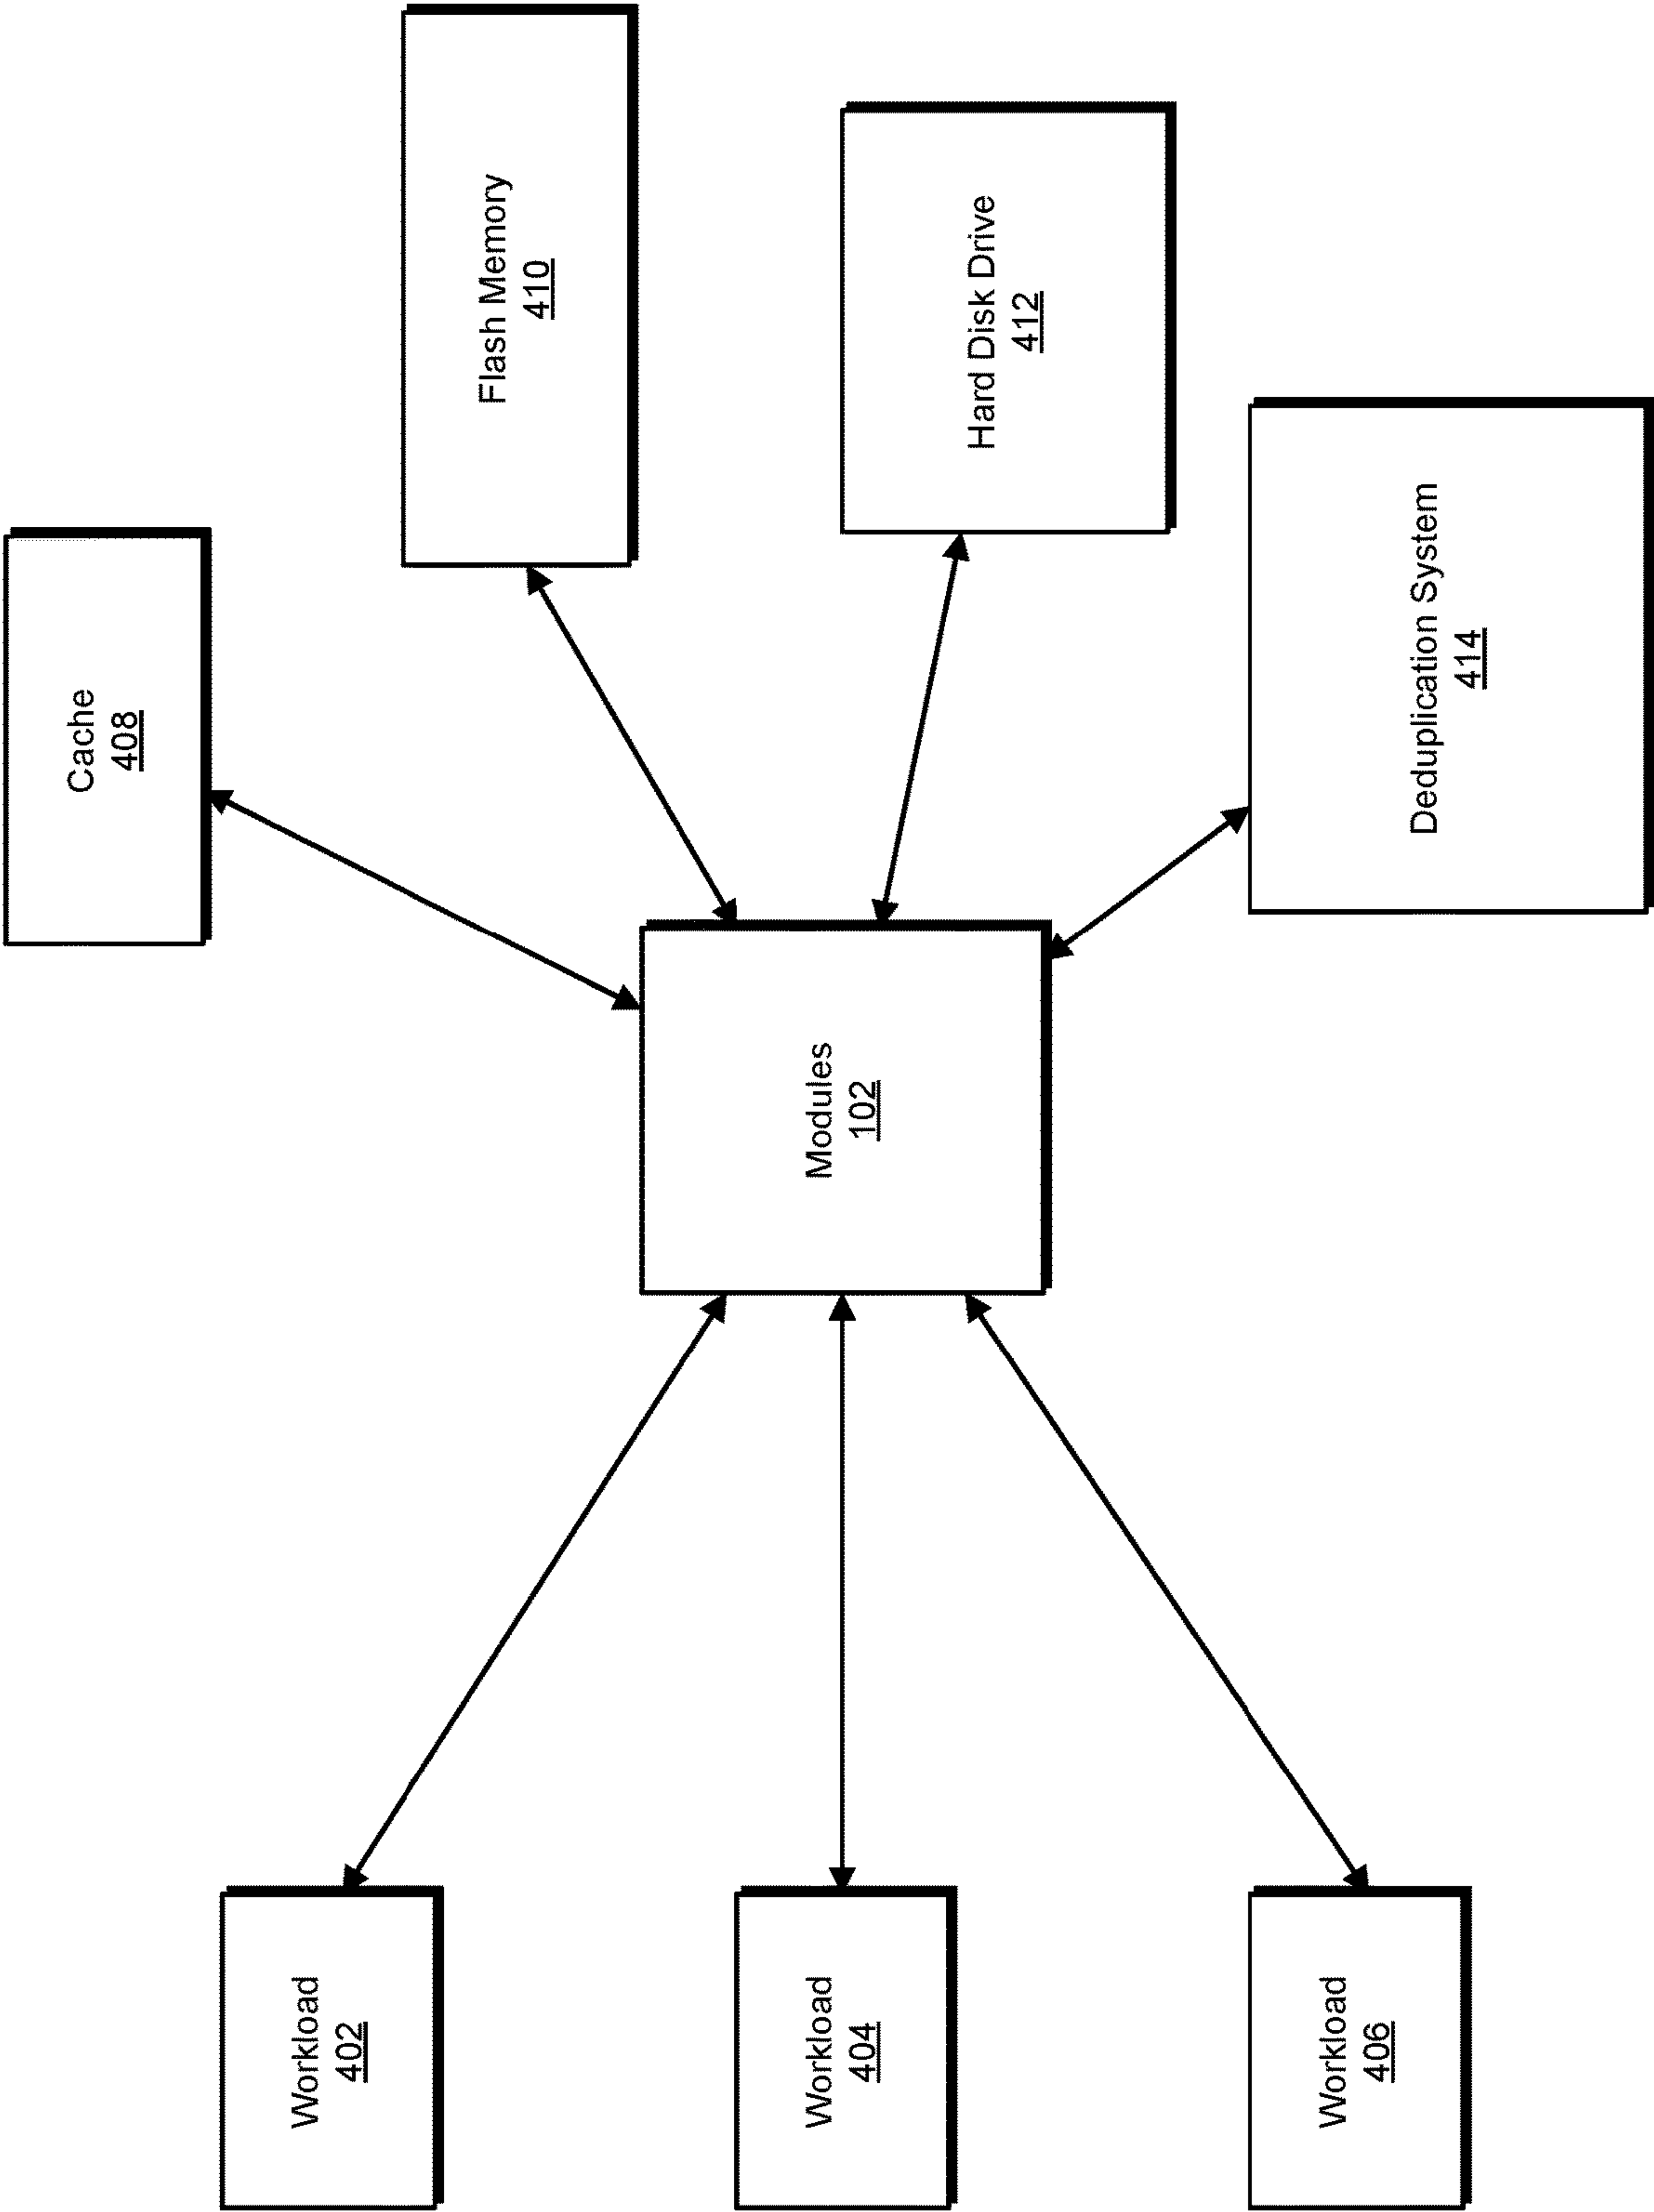 Cache
408
Flash Memory
410
Hard Disk Drive
412
Deduplication System
414
Modules
102
Workload
402
Workload
404
Workload
406